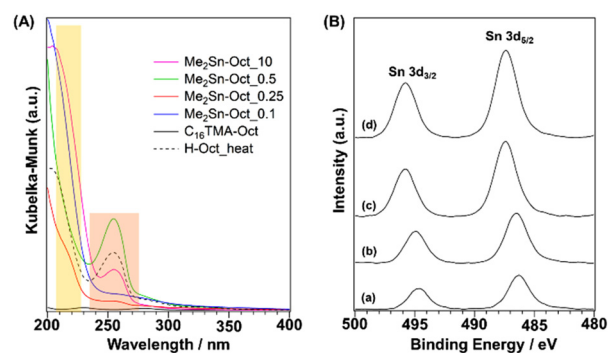 (A)
Kubelka-Munk (a.u.)
Me₂Sn-Oct_10
Me₂Sn-Oct_0.5
Me₂Sn-Oct_0.25
Me₂Sn-Oct_0.1
C₁₆TMA-Oct
H-Oct_heat
200 250 300 350 400
Wavelength / nm
(B)
Intensity (a.u.)
Sn 3d₅/₂
Sn 3d₃/₂
(d)
(c)
(b)
(a)
500 495 490 485 480
Binding Energy / eV